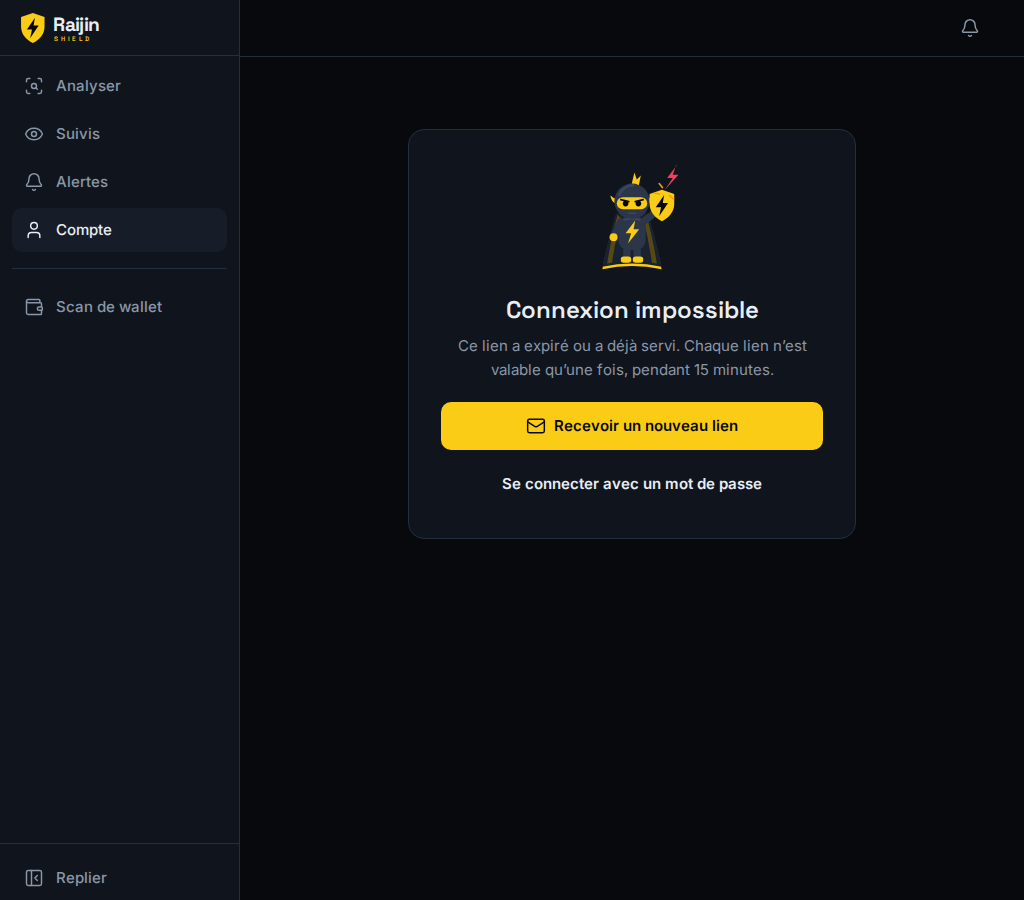 Raijin
SHIELD
Analyser
Suivis
Alertes
Compte
Scan de wallet
Connexion impossible
Ce lien a expiré ou a déjà servi. Chaque lien n’est
valable qu’une fois, pendant 15 minutes.
Recevoir un nouveau lien
Se connecter avec un mot de passe
Replier